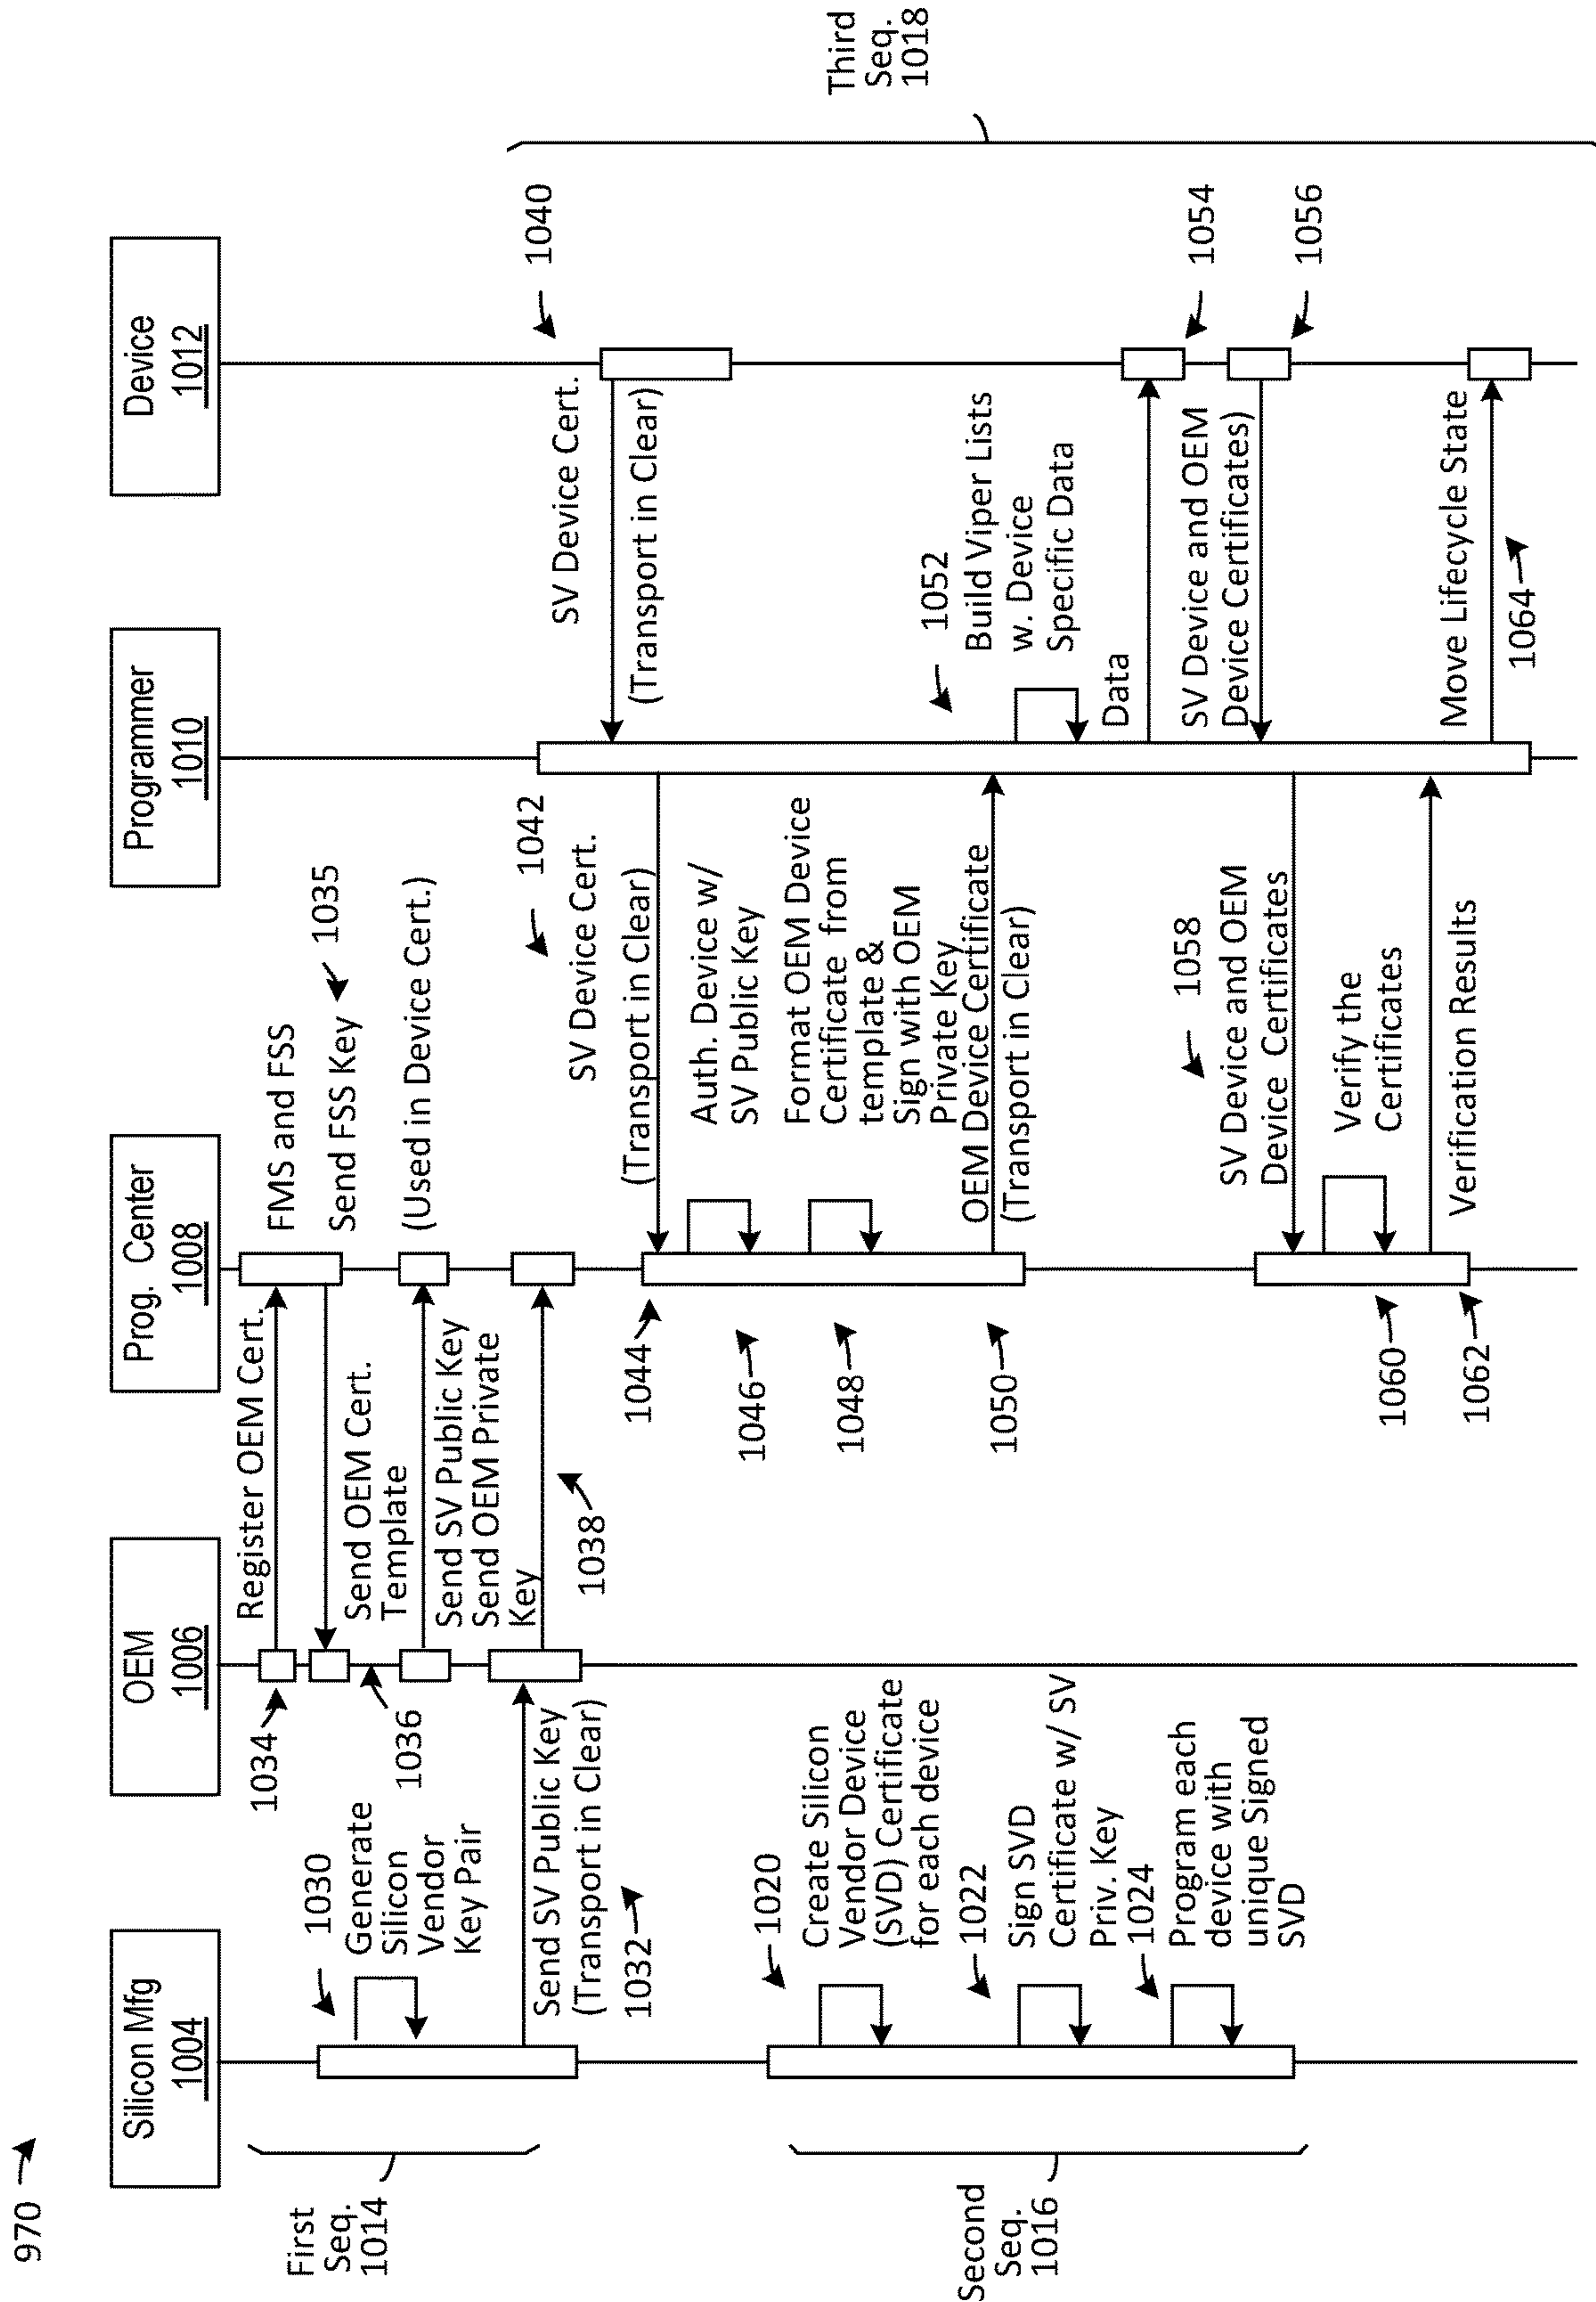 970
Silicon Mfg
1004
OEM
1006
Prog. Center
1008
Programmer
1010
Device
1012
First
Seq.
1014
1030
Generate
Silicon
Vendor
Key Pair
Send SV Public Key
(Transport in Clear)
1032
1034
Register OEM Cert.
FMS and FSS
Send FSS Key
1035
1036
Send OEM Cert.
Template
(Used in Device Cert.)
Send SV Public Key
Send OEM Private
Key
1038
Second
Seq.
1016
1020
Create Silicon
Vendor Device
(SVD) Certificate
for each device
1022
Sign SVD
Certificate w/ SV
Priv. Key
1024
Program each
device with
unique Signed
SVD
Third
Seq.
1018
1040
SV Device Cert.
(Transport in Clear)
1042
SV Device Cert.
(Transport in Clear)
1044
Auth. Device w/
SV Public Key
1046
Format OEM Device
Certificate from
template &
Sign with OEM
Private Key
1048
OEM Device Certificate
(Transport in Clear)
1050
1052
Build Viper Lists
w. Device
Specific Data
Data
1054
SV Device and OEM
Device Certificates)
1056
1058
SV Device and OEM
Device Certificates
Verify the
Certificates
1060
Verification Results
1062
Move Lifecycle State
1064